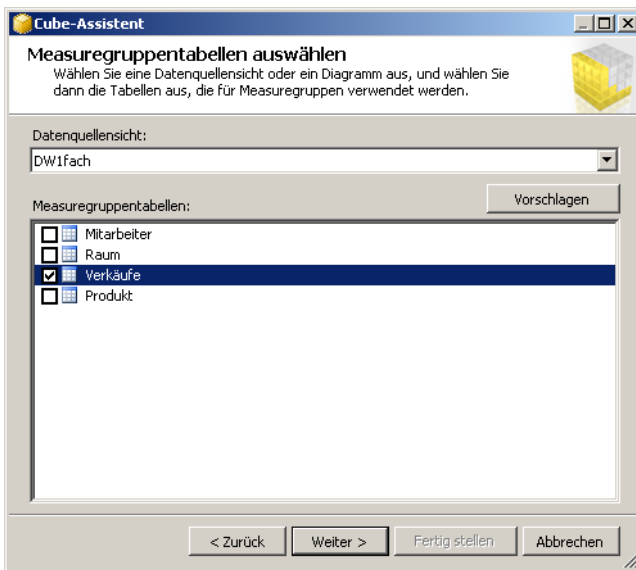 Cube-Assistent
Measuregruppentabellen auswählen
Wählen Sie eine Datenquellensicht oder ein Diagramm aus, und wählen Sie
dann die Tabellen aus, die für Measuregruppen verwendet werden.
Datenquellensicht:
DW1fach
Vorschlagen
Measuregruppentabellen:
Mitarbeiter
Raum
Verkäufe
Produkt
< Zurück Weiter > Fertig stellen Abbrechen